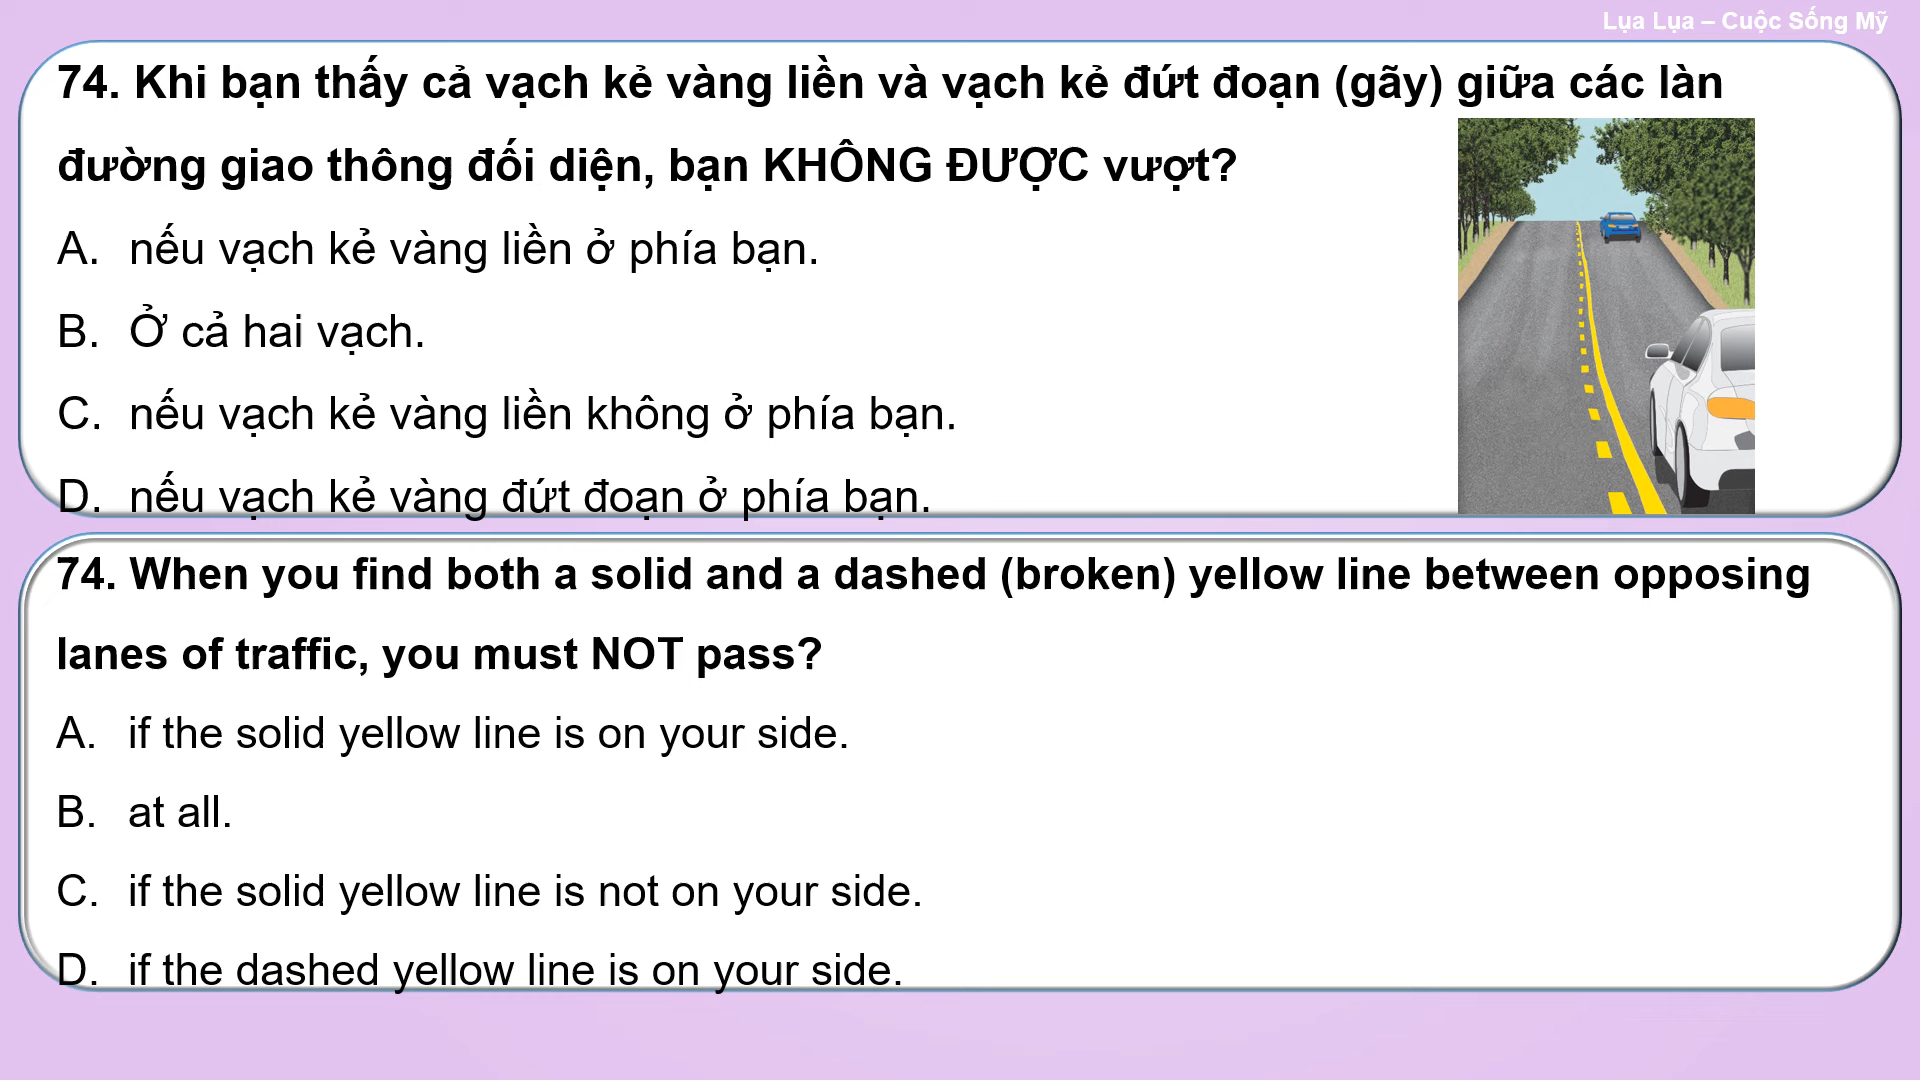 Lụa Lụa – Cuộc Sống Mỹ
74. Khi bạn thấy cả vạch kẻ vàng liền và vạch kẻ đứt đoạn (gãy) giữa các làn
đường giao thông đối diện, bạn KHÔNG ĐƯỢC vượt?
A. nếu vạch kẻ vàng liền ở phía bạn.
B. Ở cả hai vạch.
C. nếu vạch kẻ vàng liền không ở phía bạn.
D. nếu vạch kẻ vàng đứt đoạn ở phía bạn.
74. When you find both a solid and a dashed (broken) yellow line between opposing
lanes of traffic, you must NOT pass?
A. if the solid yellow line is on your side.
B. at all.
C. if the solid yellow line is not on your side.
D. if the dashed yellow line is on your side.